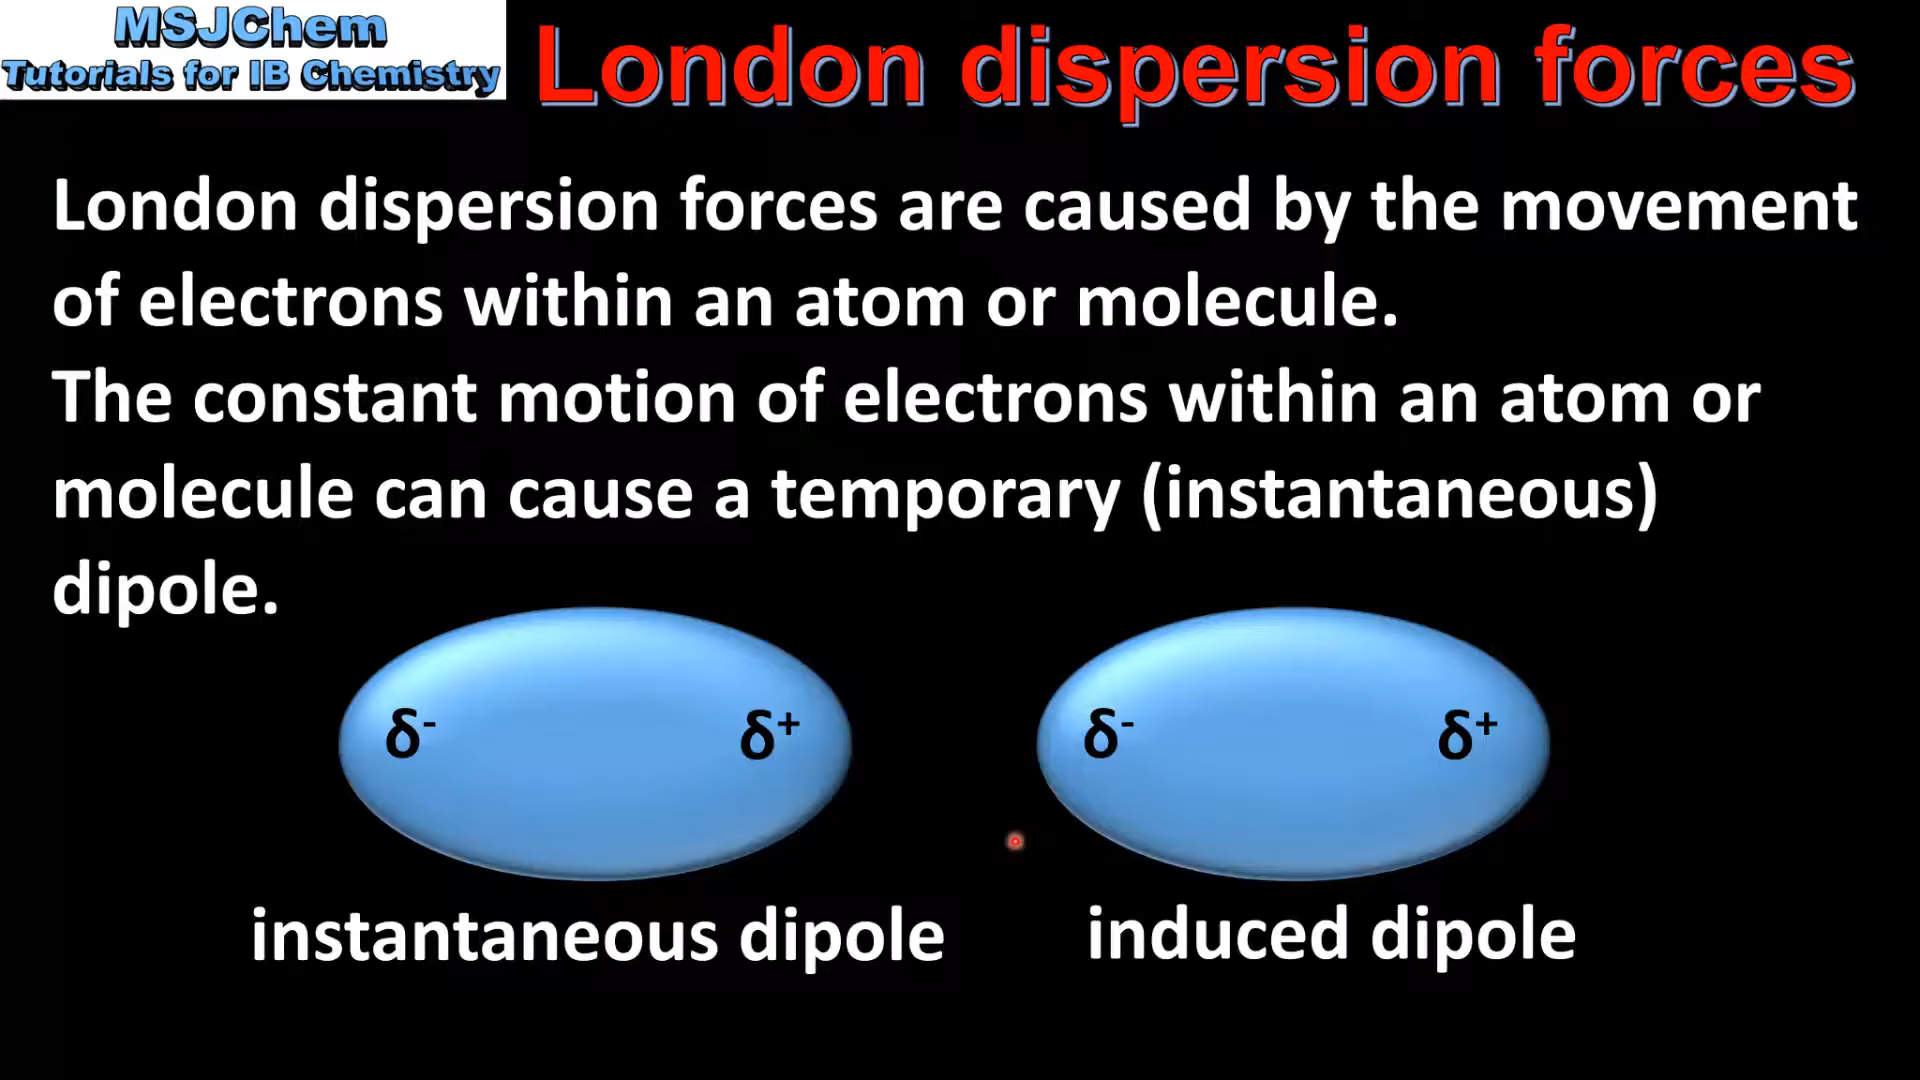 MSJChem
Tutorials for IB Chemistry
London dispersion forces
London dispersion forces are caused by the movement
of electrons within an atom or molecule.
The constant motion of electrons within an atom or
molecule can cause a temporary (instantaneous)
dipole.
δ- δ+ δ- δ+
instantaneous dipole induced dipole